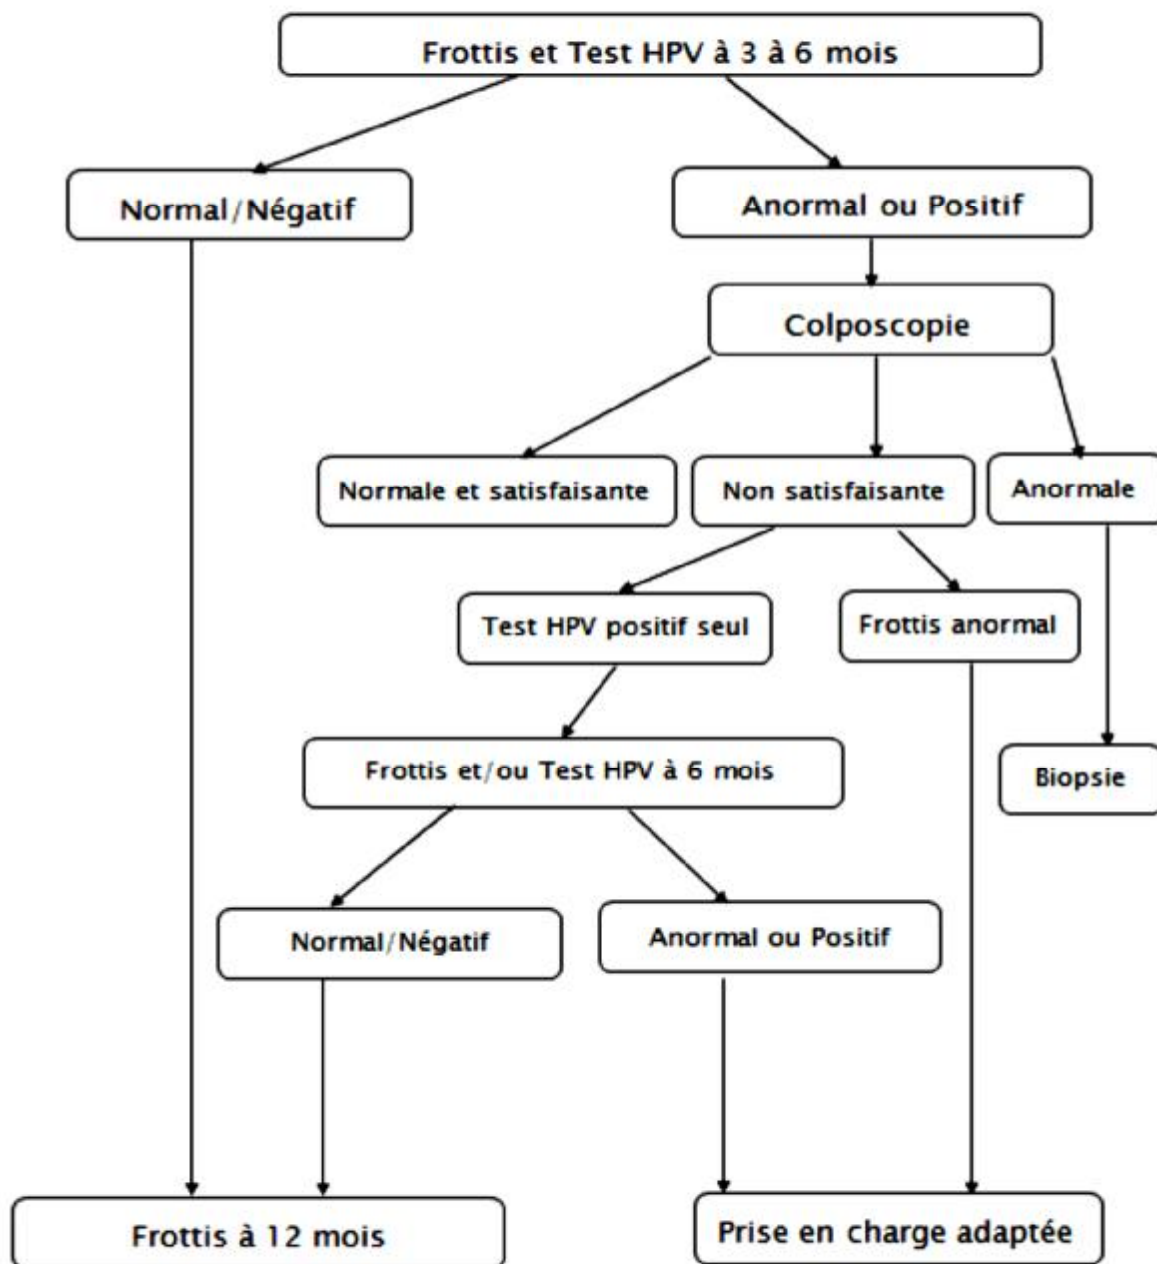 Frottis et Test HPV à 3 à 6 mois
Normal/Négatif
Anormal ou Positif
Colposcopie
Normale et satisfaisante
Non satisfaisante
Anormale
Test HPV positif seul
Frottis anormal
Frottis et/ou Test HPV à 6 mois
Biopsie
Normal/Négatif
Anormal ou Positif
Frottis à 12 mois
Prise en charge adaptée